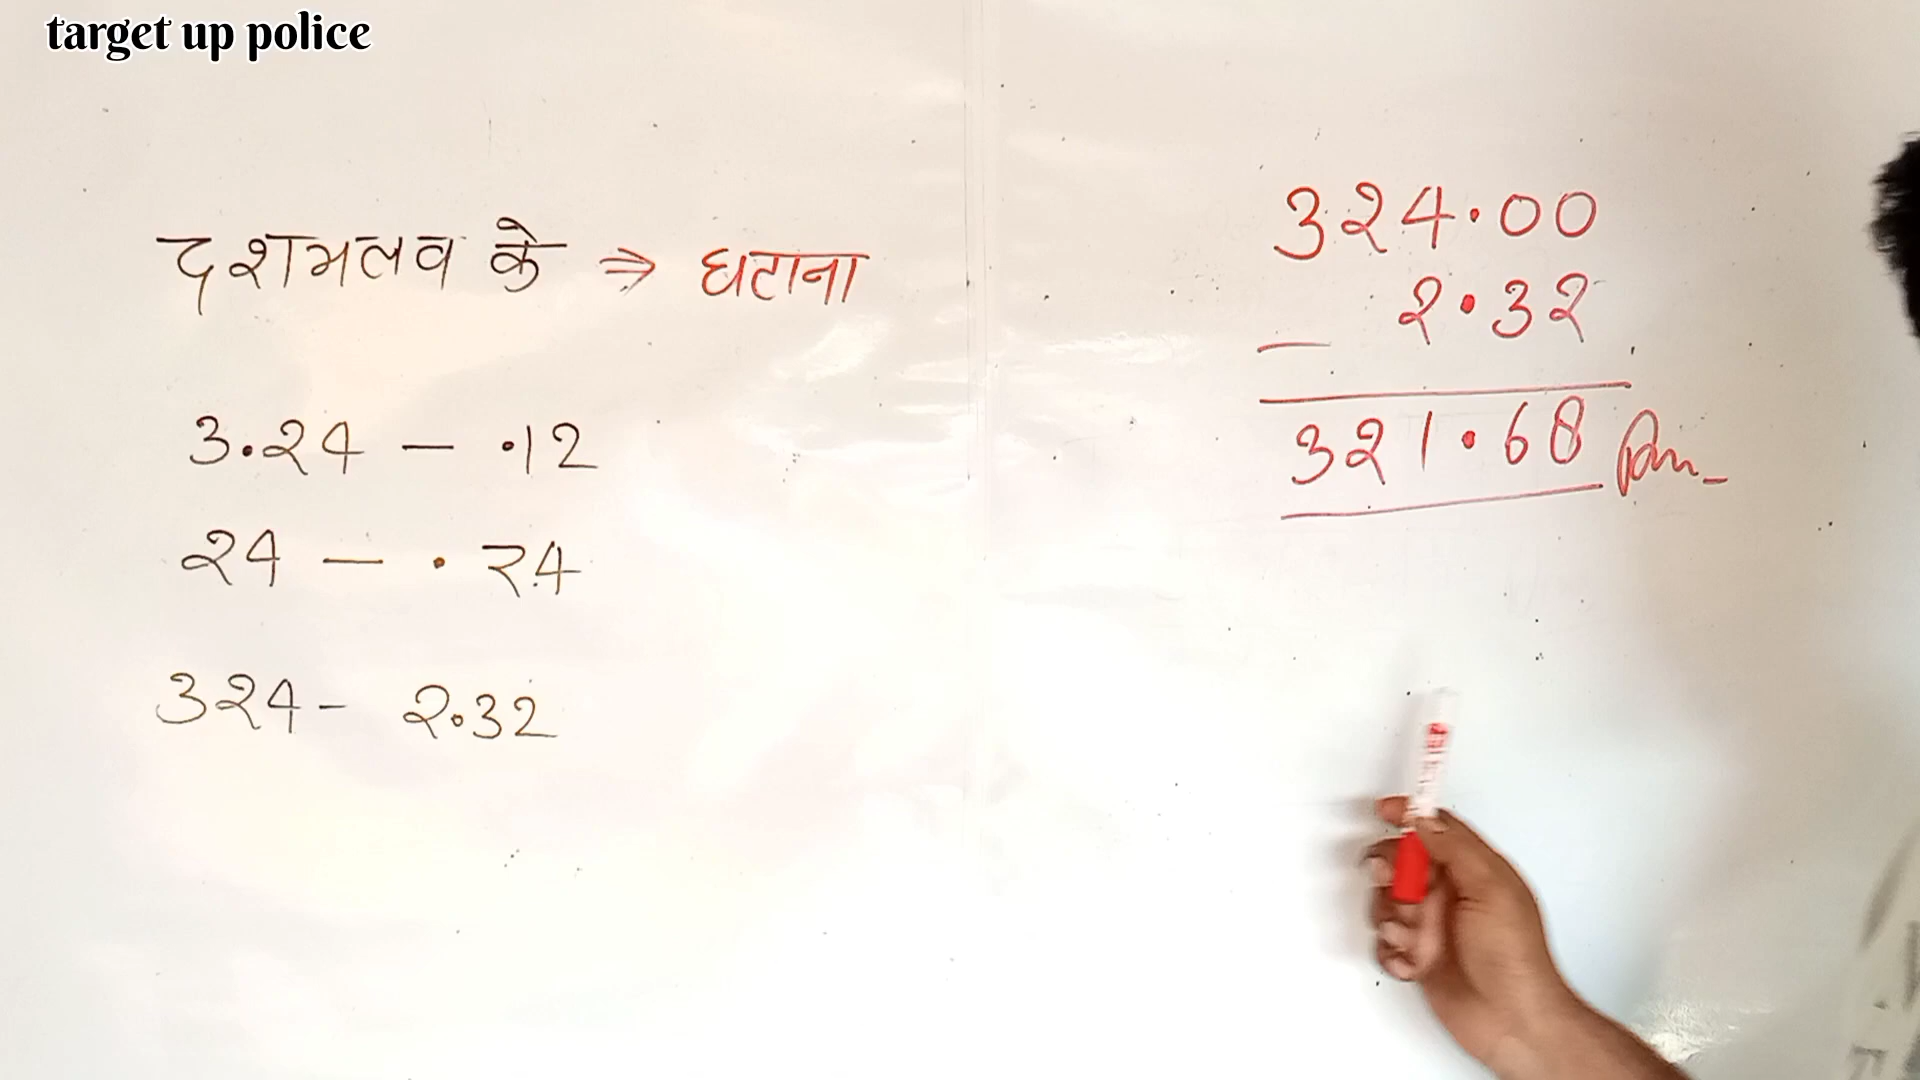 target up police
दशमलव के ⇒ घटाना
3.24 - .12
24 - .24
324 - 2.32
324.00
- 2.32
321.68 Ans-